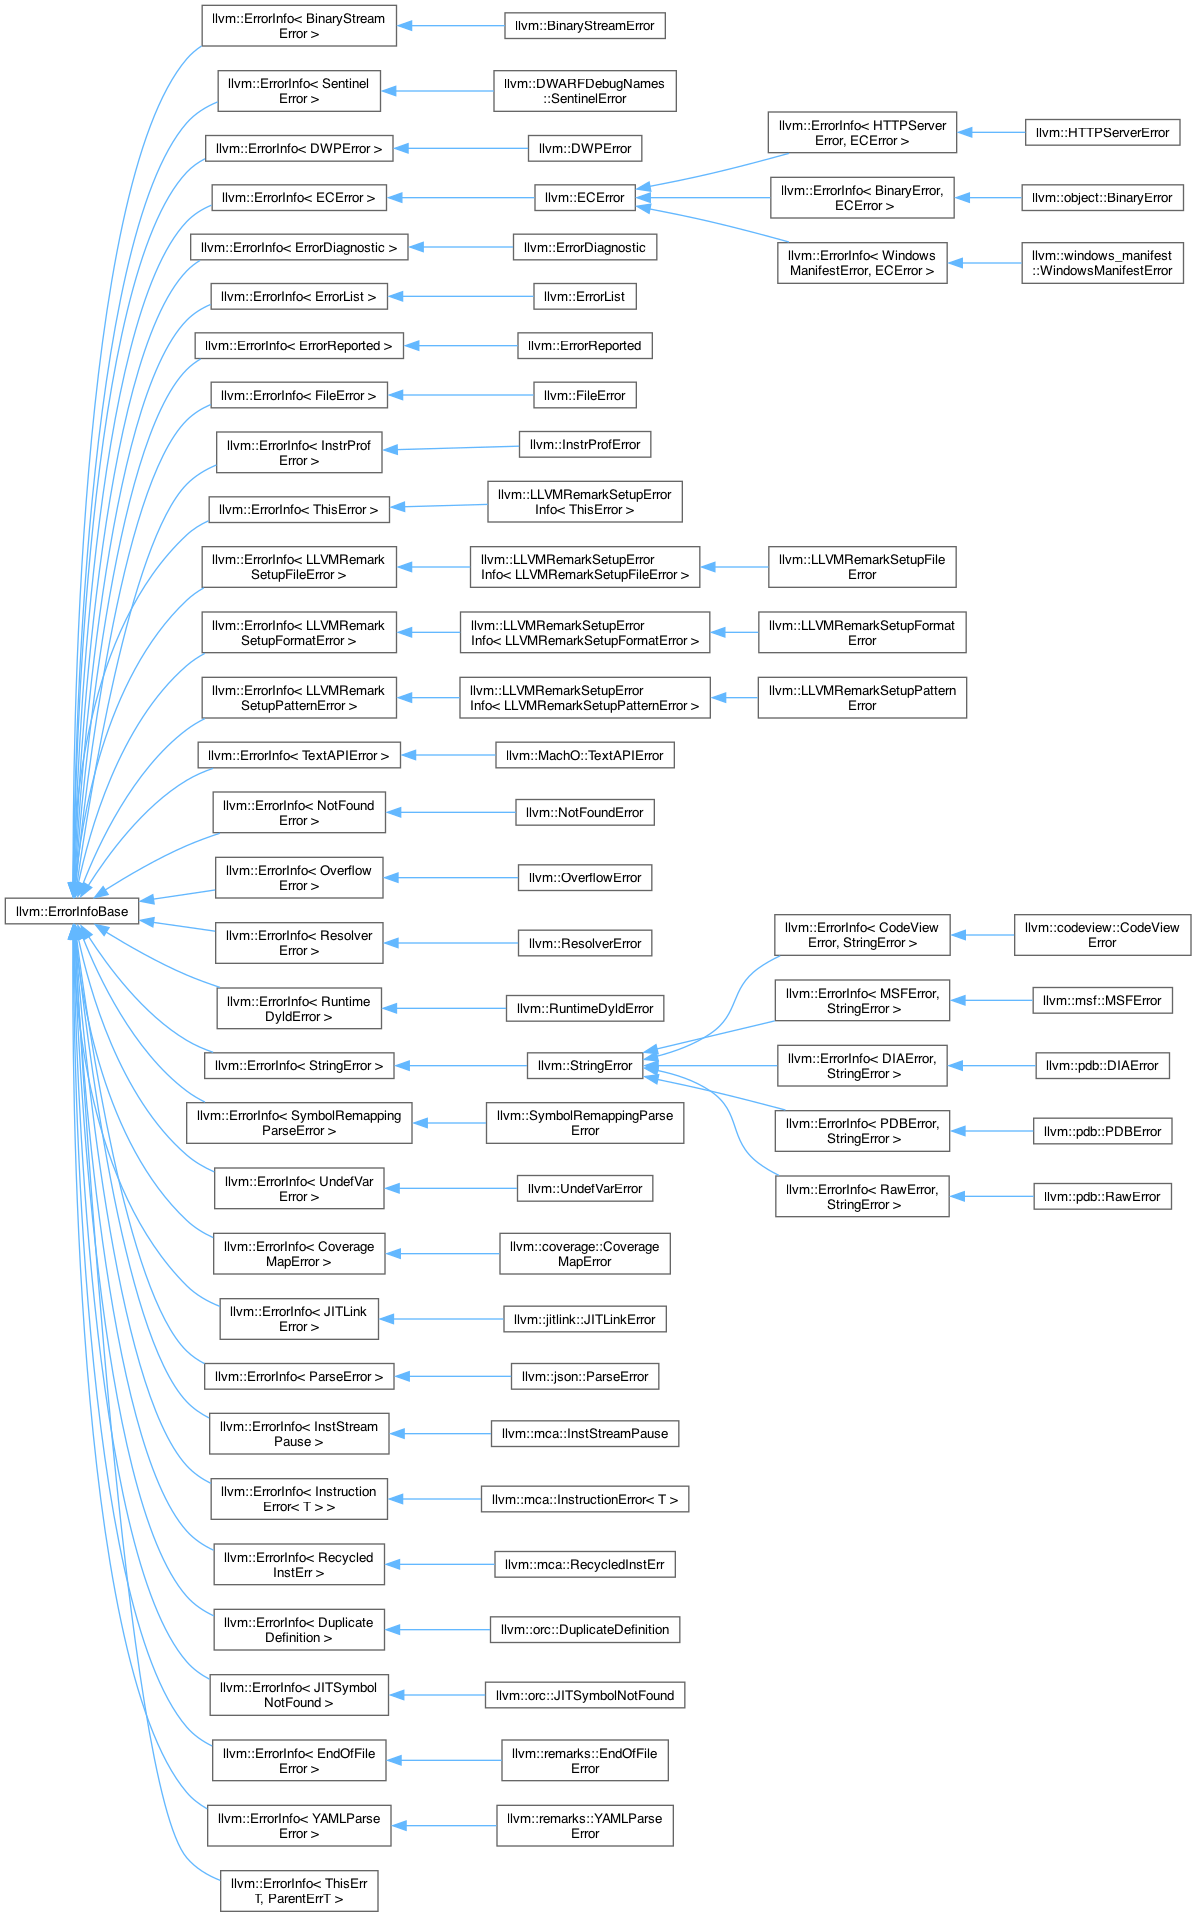 llvm::ErrorInfo< BinaryStream
Error >
llvm::BinaryStreamError
llvm::ErrorInfo< Sentinel
Error >
llvm::DWARFDebugNames
::SentinelError
llvm::ErrorInfo< DWPError >
llvm::DWPError
llvm::ErrorInfo< ECError >
llvm::ECError
llvm::ErrorInfo< HTTPServer
Error, ECError >
llvm::HTTPServerError
llvm::ErrorInfo< BinaryError,
ECError >
llvm::object::BinaryError
llvm::ErrorInfo< Windows
ManifestError, ECError >
llvm::windows_manifest
::WindowsManifestError
llvm::ErrorInfo< ErrorDiagnostic >
llvm::ErrorDiagnostic
llvm::ErrorInfo< ErrorList >
llvm::ErrorList
llvm::ErrorInfo< ErrorReported >
llvm::ErrorReported
llvm::ErrorInfo< FileError >
llvm::FileError
llvm::ErrorInfo< InstrProf
Error >
llvm::InstrProfError
llvm::ErrorInfo< ThisError >
llvm::LLVMRemarkSetupError
Info< ThisError >
llvm::ErrorInfo< LLVMRemark
SetupFileError >
llvm::LLVMRemarkSetupError
Info< LLVMRemarkSetupFileError >
llvm::LLVMRemarkSetupFile
Error
llvm::ErrorInfo< LLVMRemark
SetupFormatError >
llvm::LLVMRemarkSetupError
Info< LLVMRemarkSetupFormatError >
llvm::LLVMRemarkSetupFormat
Error
llvm::ErrorInfo< LLVMRemark
SetupPatternError >
llvm::LLVMRemarkSetupError
Info< LLVMRemarkSetupPatternError >
llvm::LLVMRemarkSetupPattern
Error
llvm::ErrorInfo< TextAPIError >
llvm::MachO::TextAPIError
llvm::ErrorInfo< NotFound
Error >
llvm::NotFoundError
llvm::ErrorInfo< Overflow
Error >
llvm::OverflowError
llvm::ErrorInfoBase
llvm::ErrorInfo< Resolver
Error >
llvm::ResolverError
llvm::ErrorInfo< Runtime
DyldError >
llvm::RuntimeDyldError
llvm::ErrorInfo< StringError >
llvm::StringError
llvm::ErrorInfo< CodeView
Error, StringError >
llvm::codeview::CodeView
Error
llvm::ErrorInfo< MSFError,
StringError >
llvm::msf::MSFError
llvm::ErrorInfo< DIAError,
StringError >
llvm::pdb::DIAError
llvm::ErrorInfo< PDBError,
StringError >
llvm::pdb::PDBError
llvm::ErrorInfo< RawError,
StringError >
llvm::pdb::RawError
llvm::ErrorInfo< SymbolRemapping
ParseError >
llvm::SymbolRemappingParse
Error
llvm::ErrorInfo< UndefVar
Error >
llvm::UndefVarError
llvm::ErrorInfo< Coverage
MapError >
llvm::coverage::Coverage
MapError
llvm::ErrorInfo< JITLink
Error >
llvm::jitlink::JITLinkError
llvm::ErrorInfo< ParseError >
llvm::json::ParseError
llvm::ErrorInfo< InstStream
Pause >
llvm::mca::InstStreamPause
llvm::ErrorInfo< Instruction
Error< T > >
llvm::mca::InstructionError< T >
llvm::ErrorInfo< Recycled
InstErr >
llvm::mca::RecycledInstErr
llvm::ErrorInfo< Duplicate
Definition >
llvm::orc::DuplicateDefinition
llvm::ErrorInfo< JITSymbol
NotFound >
llvm::orc::JITSymbolNotFound
llvm::ErrorInfo< EndOfFile
Error >
llvm::remarks::EndOfFile
Error
llvm::ErrorInfo< YAMLParse
Error >
llvm::remarks::YAMLParse
Error
llvm::ErrorInfo< ThisErr
T, ParentErrT >